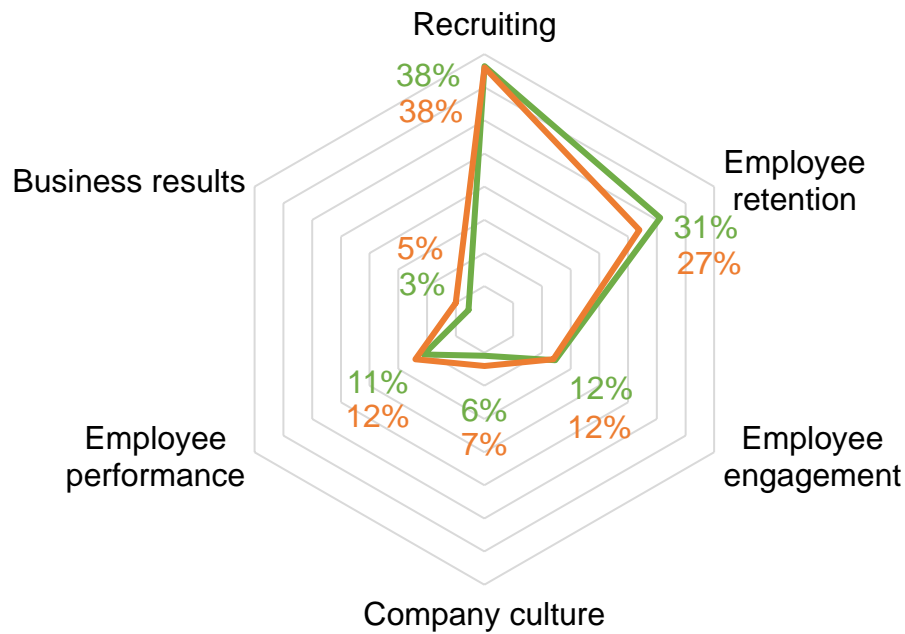 Recruiting
38%
38%
Employee
retention
31%
27%
Business results
5%
3%
11%
12%
6%
7%
12%
12%
Employee
performance
Employee
engagement
Company culture